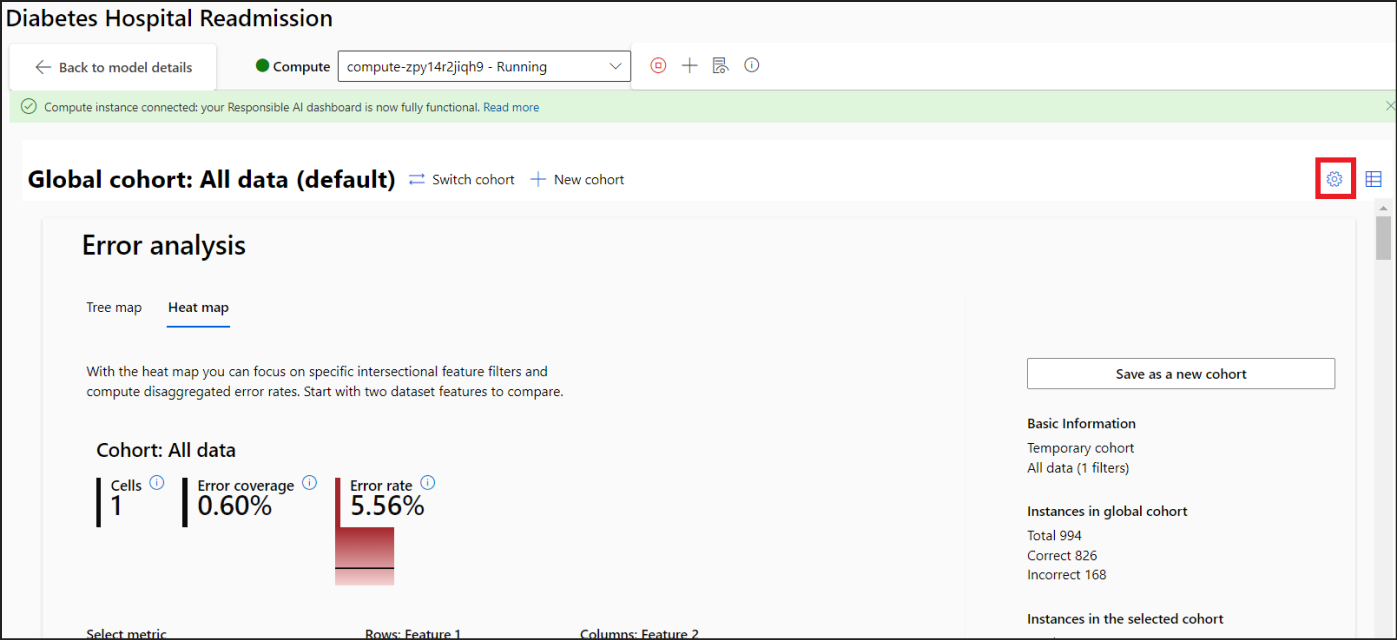 Diabetes Hospital Readmission
Back to model details
Compute
compute-zpy14r2jiqh9 - Running
Compute instance connected: your Responsible AI dashboard is now fully functional. Read more
Global cohort: All data (default)
Switch cohort
New cohort
Error analysis
Tree map
Heat map
With the heat map you can focus on specific intersectional feature filters and
compute disaggregated error rates. Start with two dataset features to compare.
Cohort: All data
Cells
1
Error coverage
0.60%
Error rate
5.56%
Select metric
Rows: Feature 1
Columns: Feature 2
Save as a new cohort
Basic Information
Temporary cohort
All data (1 filters)
Instances in global cohort
Total 994
Correct 826
Incorrect 168
Instances in the selected cohort